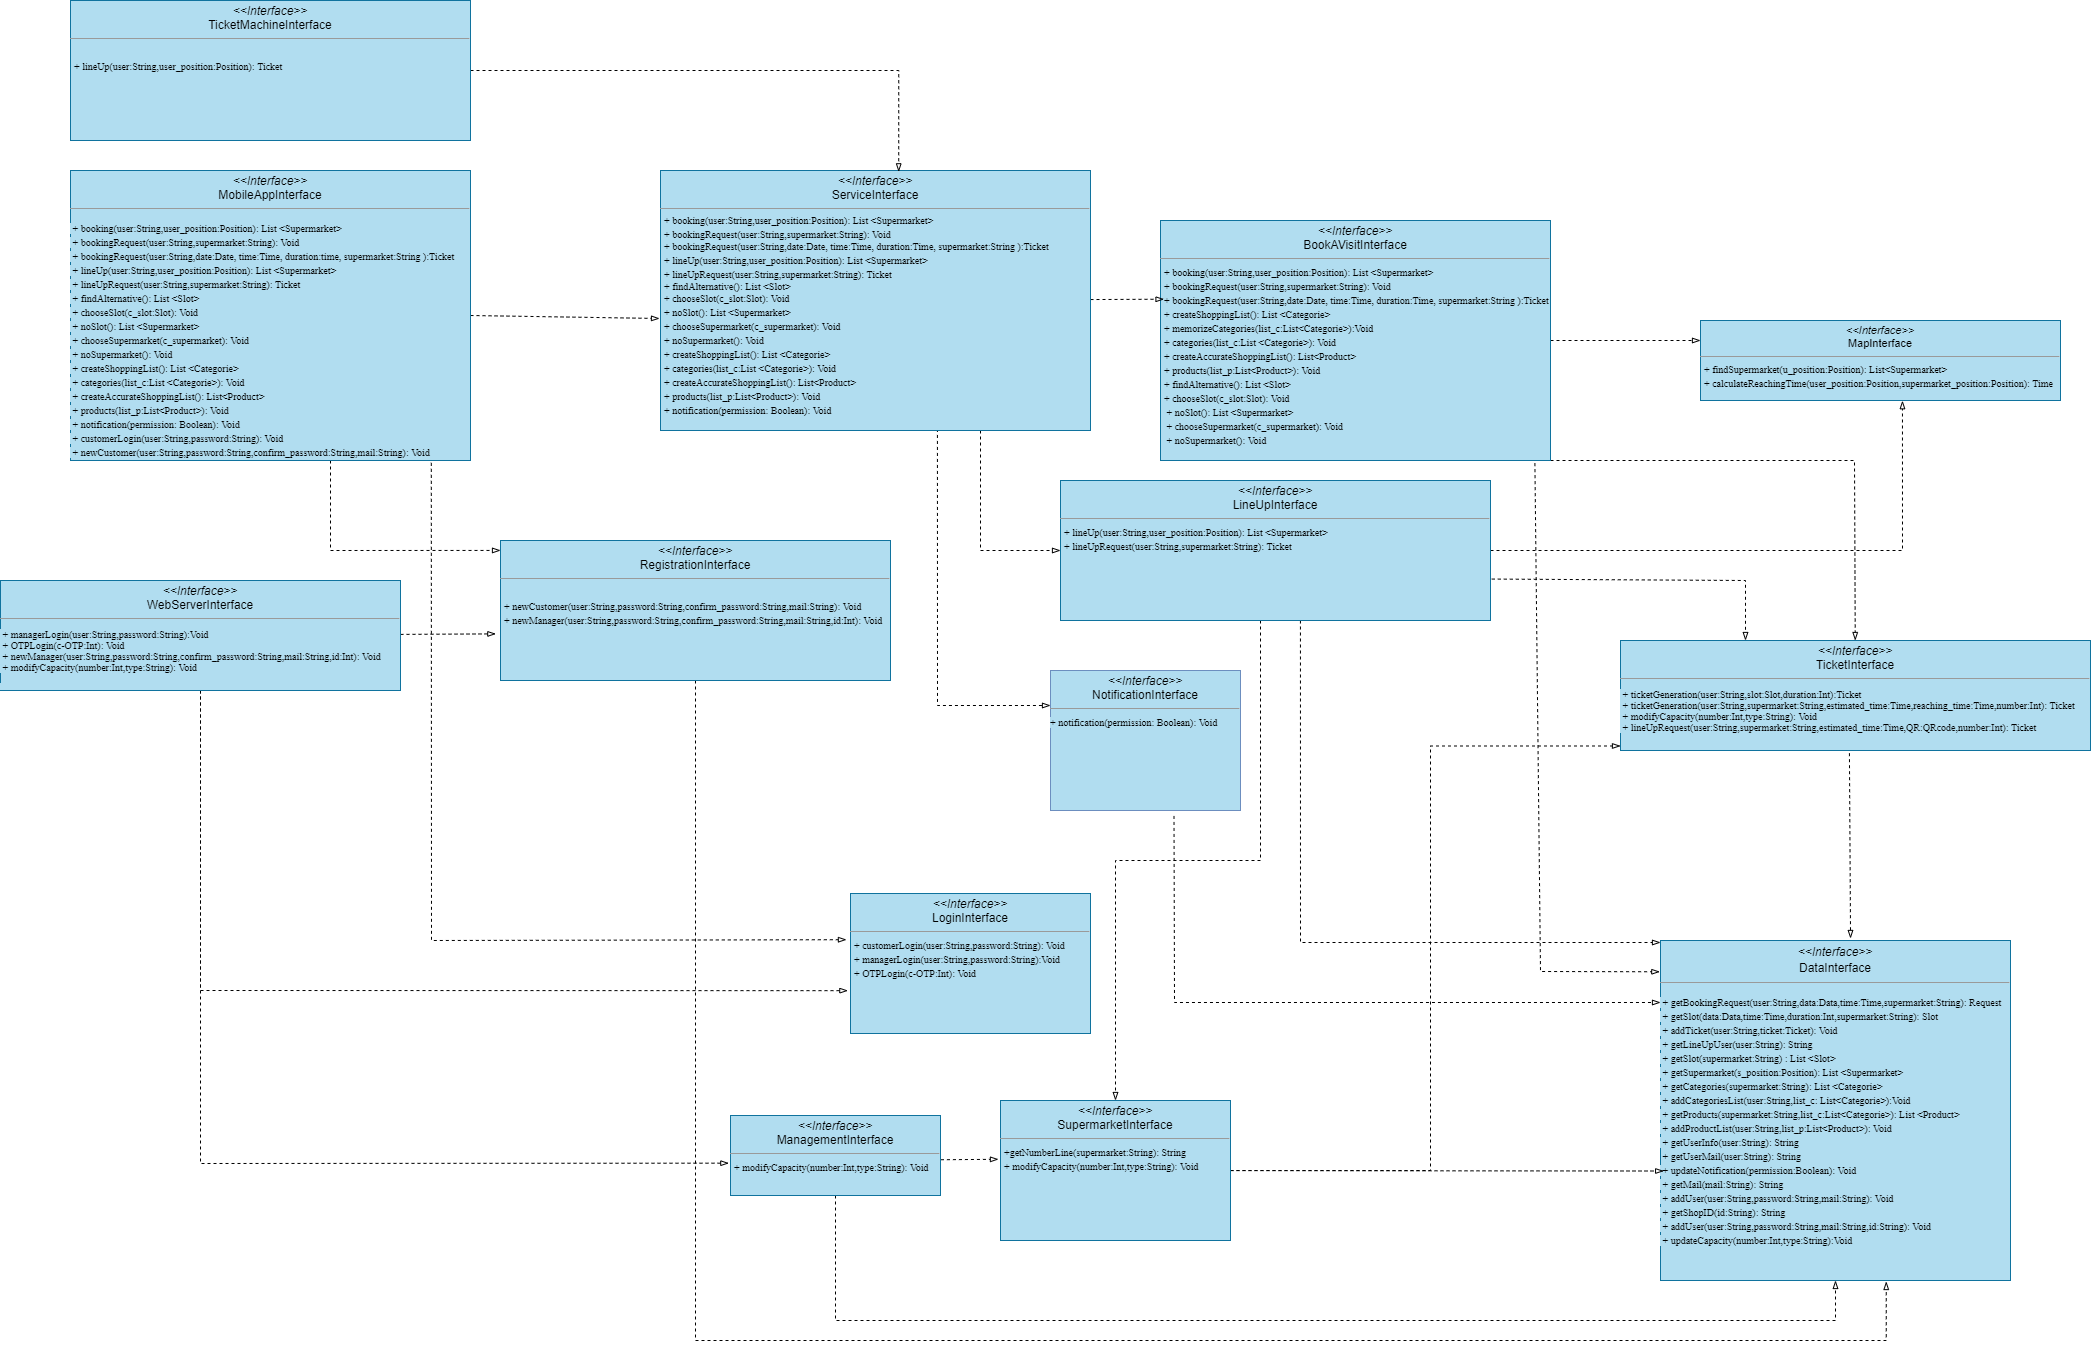 <<Interface>>
TicketMachineInterface
+ lineUp(user:String,user_position:Position): Ticket
<<Interface>>
MobileAppInterface
+ booking(user:String,user_position:Position): List <Supermarket>
+ bookingRequest(user:String,supermarket:String): Void
+ bookingRequest(user:String,date:Date, time:Time, duration:time, supermarket:String ):Ticket
+ lineUp(user:String,user_position:Position): List <Supermarket>
+ lineUpRequest(user:String,supermarket:String): Ticket
+ findAlternative(): List <Slot>
+ chooseSlot(c_slot:Slot): Void
+ noSlot(): List <Supermarket>
+ chooseSupermarket(c_supermarket): Void
+ noSupermarket(): Void
+ createShoppingList(): List <Categorie>
+ categories(list_c:List <Categorie>): Void
+ createAccurateShoppingList(): List<Product>
+ products(list_p:List<Product>): Void
+ notification(permission: Boolean): Void
+ customerLogin(user:String,password:String): Void
+ newCustomer(user:String,password:String,confirm_password:String,mail:String): Void
<<Interface>>
ServiceInterface
+ booking(user:String,user_position:Position): List <Supermarket>
+ bookingRequest(user:String,supermarket:String): Void
+ bookingRequest(user:String,date:Date, time:Time, duration:Time, supermarket:String ):Ticket
+ lineUp(user:String,user_position:Position): List <Supermarket>
+ lineUpRequest(user:String,supermarket:String): Ticket
+ findAlternative(): List <Slot>
+ chooseSlot(c_slot:Slot): Void
+ noSlot(): List <Supermarket>
+ chooseSupermarket(c_supermarket): Void
+ noSupermarket(): Void
+ createShoppingList(): List <Categorie>
+ categories(list_c:List <Categorie>): Void
+ createAccurateShoppingList(): List<Product>
+ products(list_p:List<Product>): Void
+ notification(permission: Boolean): Void
<<Interface>>
BookAVisitInterface
+ booking(user:String,user_position:Position): List <Supermarket>
+ bookingRequest(user:String,supermarket:String): Void
+ bookingRequest(user:String,date:Date, time:Time, duration:Time, supermarket:String ):Ticket
+ createShoppingList(): List <Categorie>
+ memorizeCategories(list_c:List<Categorie>):Void
+ categories(list_c:List <Categorie>): Void
+ createAccurateShoppingList(): List<Product>
+ products(list_p:List<Product>): Void
+ findAlternative(): List <Slot>
+ chooseSlot(c_slot:Slot): Void
+ noSlot(): List <Supermarket>
+ chooseSupermarket(c_supermarket): Void
+ noSupermarket(): Void
<<Interface>>
MapInterface
+ findSupermarket(u_position:Position): List<Supermarket>
+ calculateReachingTime(user_position:Position,supermarket_position:Position): Time
<<Interface>>
LineUpInterface
+ lineUp(user:String,user_position:Position): List <Supermarket>
+ lineUpRequest(user:String,supermarket:String): Ticket
<<Interface>>
RegistrationInterface
+ newCustomer(user:String,password:String,confirm_password:String,mail:String): Void
+ newManager(user:String,password:String,confirm_password:String,mail:String,id:Int): Void
<<Interface>>
WebServerInterface
+ managerLogin(user:String,password:String):Void
+ OTPLogin(c-OTP:Int): Void
+ newManager(user:String,password:String,confirm_password:String,mail:String,id:Int): Void
+ modifyCapacity(number:Int,type:String): Void
<<Interface>>
TicketInterface
+ ticketGeneration(user:String,slot:Slot,duration:Int):Ticket
+ ticketGeneration(user:String,supermarket:String,estimated_time:Time,reaching_time:Time,number:Int): Ticket
+ modifyCapacity(number:Int,type:String): Void
+ lineUpRequest(user:String,supermarket:String,estimated_time:Time,QR:QRcode,number:Int): Ticket
<<Interface>>
NotificationInterface
+ notification(permission: Boolean): Void
<<Interface>>
LoginInterface
+ customerLogin(user:String,password:String): Void
+ managerLogin(user:String,password:String):Void
+ OTPLogin(c-OTP:Int): Void
<<Interface>>
DataInterface
+ getBookingRequest(user:String,data:Data,time:Time,supermarket:String): Request
+ getSlot(data:Data,time:Time,duration:Int,supermarket:String): Slot
+ addTicket(user:String,ticket:Ticket): Void
+ getLineUpUser(user:String): String
+ getSlot(supermarket:String) : List <Slot>
+ getSupermarket(s_position:Position): List <Supermarket>
+ getCategories(supermarket:String): List <Categorie>
+ addCategoriesList(user:String,list_c: List<Categorie>):Void
+ getProducts(supermarket:String,list_c:List<Categorie>): List <Product>
+ addProductList(user:String,list_p:List<Product>): Void
+ getUserInfo(user:String): String
+ getUserMail(user:String): String
+ updateNotification(permission:Boolean): Void
+ getMail(mail:String): String
+ addUser(user:String,password:String,mail:String): Void
+ getShopID(id:String): String
+ addUser(user:String,password:String,mail:String,id:String): Void
+ updateCapacity(number:Int,type:String):Void
<<Interface>>
ManagementInterface
+ modifyCapacity(number:Int,type:String): Void
<<Interface>>
SupermarketInterface
+getNumberLine(supermarket:String): String
+ modifyCapacity(number:Int,type:String): Void